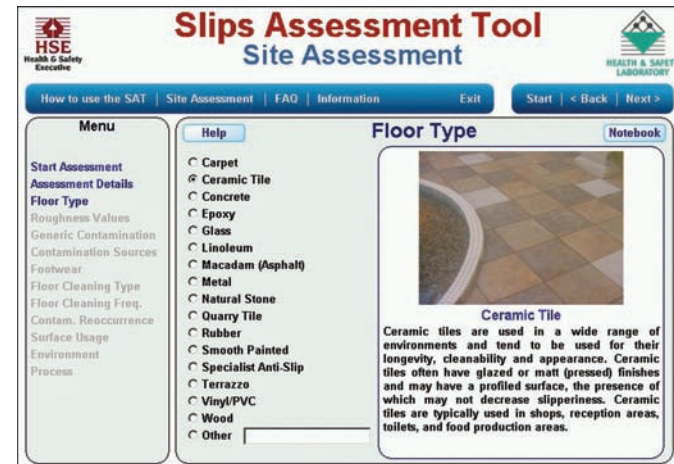 HSE
Health & Safety
Executive
Slips Assessment Tool
Site Assessment
HEALTH & SAFETY
LABORATORY
How to use the SAT | Site Assessment | FAQ | Information Exit Start | < Back | Next >
Menu
Start Assessment
Assessment Details
Floor Type
Roughness Values
Generic Contamination
Contamination Sources
Footwear
Floor Cleaning Type
Floor Cleaning Freq.
Contam. Reoccurrence
Surface Usage
Environment
Process
Help
Floor Type
Notebook
Carpet
Ceramic Tile
Concrete
Epoxy
Glass
Linoleum
Macadam (Asphalt)
Metal
Natural Stone
Quarry Tile
Rubber
Smooth Painted
Specialist Anti-Slip
Terrazzo
Vinyl/PVC
Wood
Other
Ceramic Tile
Ceramic tiles are used in a wide range of
environments and tend to be used for their
longevity, cleanability and appearance. Ceramic
tiles often have glazed or matt (pressed) finishes
and may have a profiled surface, the presence of
which may not decrease slipperiness. Ceramic
tiles are typically used in shops, reception areas,
toilets, and food production areas.